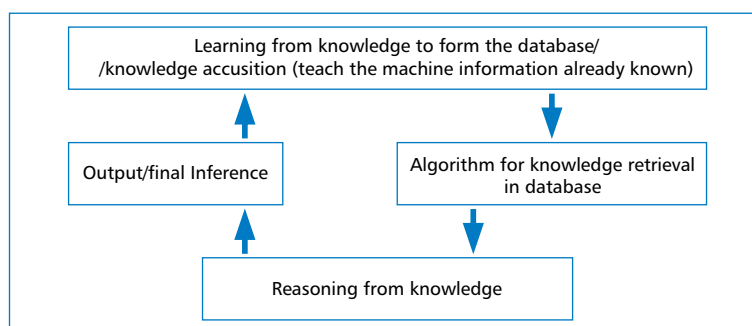 Learning from knowledge to form the database/
/knowledge accusition (teach the machine information already known)
Output/final Inference
Algorithm for knowledge retrieval
in database
Reasoning from knowledge